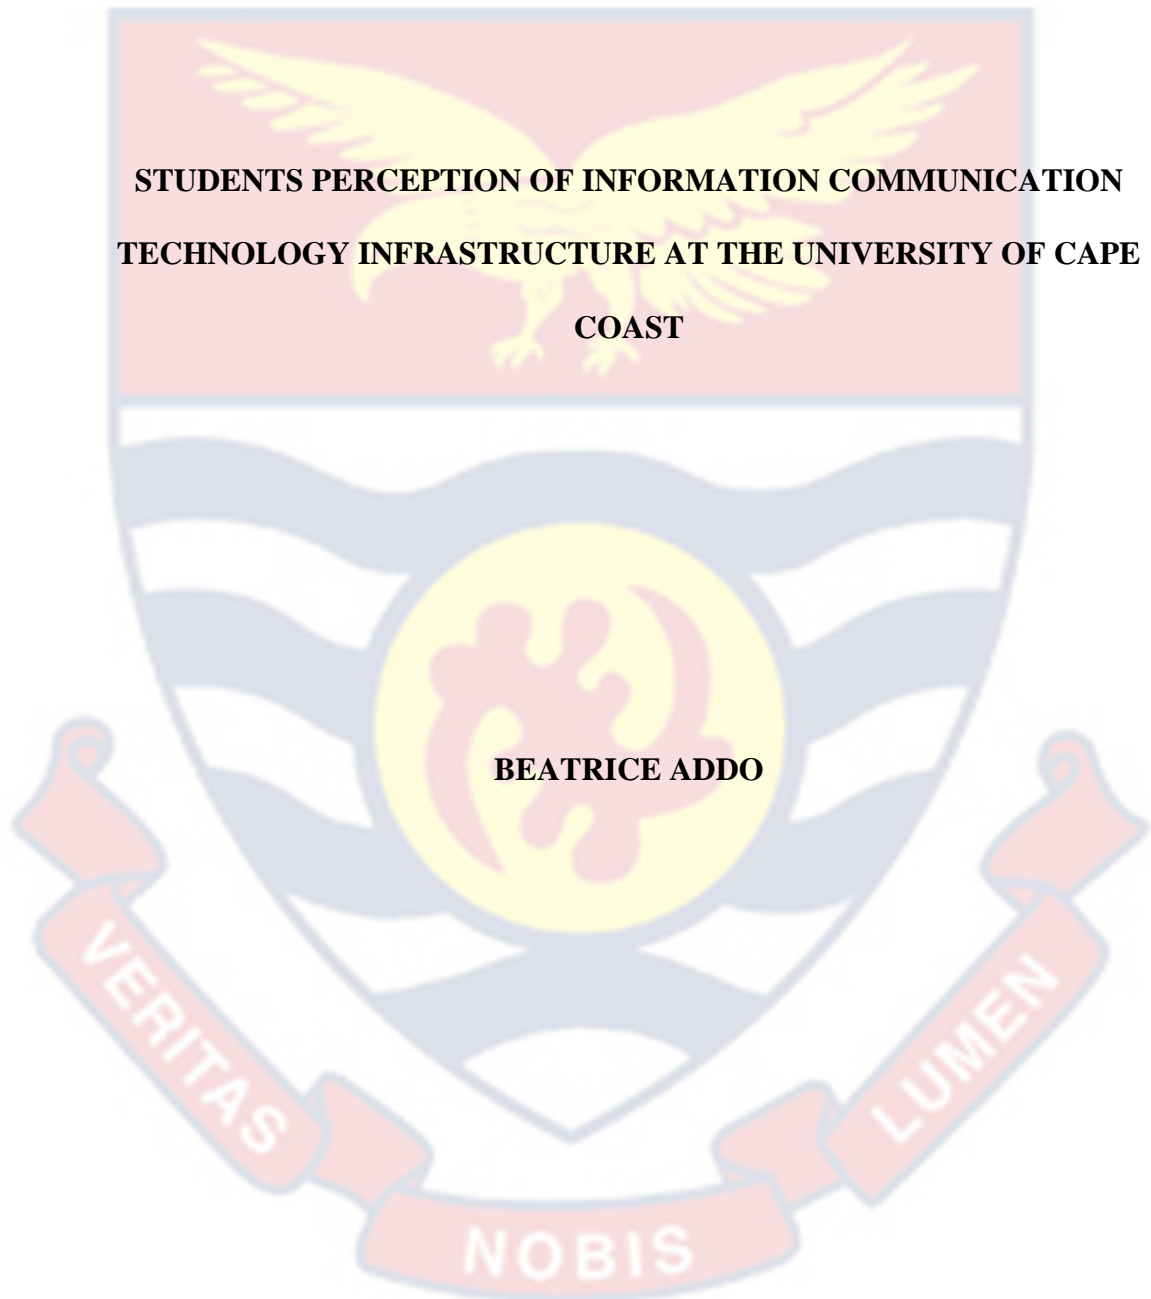 STUDENTS PERCEPTION OF INFORMATION COMMUNICATION
TECHNOLOGY INFRASTRUCTURE AT THE UNIVERSITY OF CAPE
COAST
BEATRICE ADDO
VERITAS
NOBIS
LUMEN